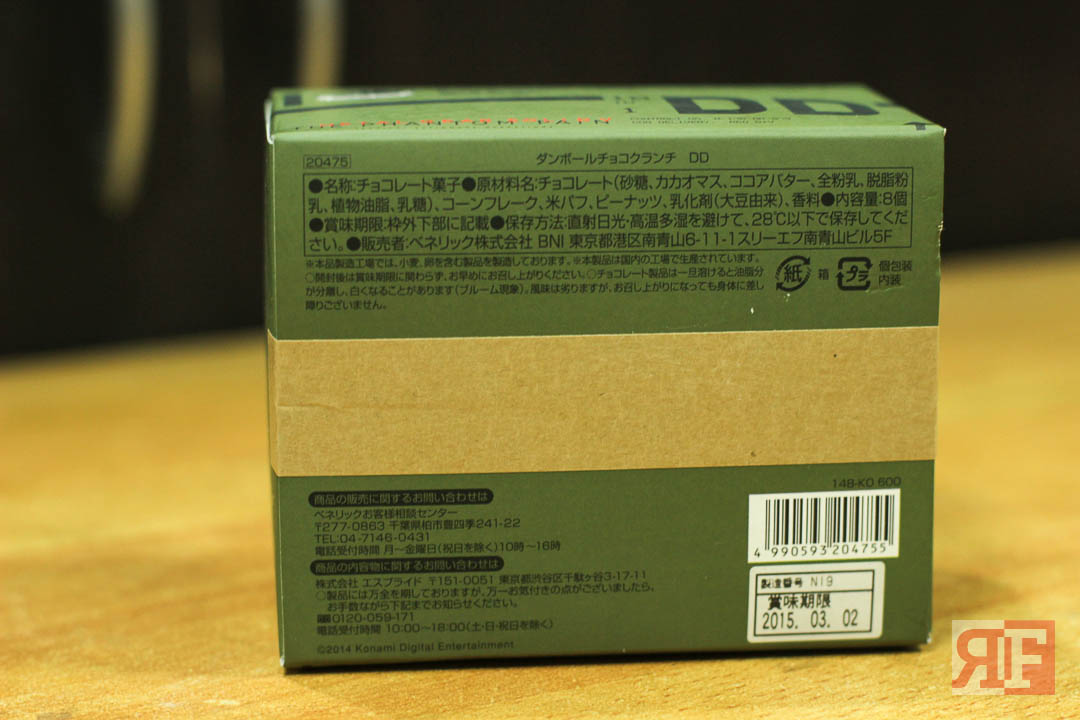 DD
THE PHANTOM PAIN
20475
ダンボールチョコクランチ DD
●名称:チョコレート菓子●原材料名:チョコレート(砂糖、カカオマス、ココアバター、全粉乳、脱脂粉
乳、植物油脂、乳糖)、コーンフレーク、米パフ、ピーナッツ、乳化剤(大豆由来)、香料●内容量:8個
●賞味期限:枠外下部に記載●保存方法:直射日光・高温多湿を避けて、28℃以下で保存してくだ
さい。●販売者:ベネリック株式会社 BNI 東京都港区南青山6-11-1スリーエフ南青山ビル5F
※本品製造工場では、小麦、卵を含む製品を製造しております。※本製品は国内の工場で生産されています。
○開封後は賞味期限に関わらず、お早めにお召し上がりください。○チョコレート製品は一旦溶けると油脂分
が分離し、白くなることがあります(ブルーム現象)。風味は劣りますが、お召し上がりになっても身体に差し
障りございません。
紙 箱 プラ 個包装
内装
148-KO 600
商品の販売に関するお問い合わせは
ベネリックお客様相談センター
〒277-0863 千葉県柏市豊四季241-22
TEL:04-7146-0431
電話受付時間 月~金曜日(祝日を除く)10時~16時
商品の内容物に関するお問い合わせは
株式会社 エスプライド 〒151-0051 東京都渋谷区千駄ヶ谷3-17-11
○製品には万全を期しておりますが、万一お気付きの点がございましたら、
お手数ながら下記までお知らせください。
0120-059-171
電話受付時間 10:00~18:00(土・日・祝日を除く)
©2014 Konami Digital Entertainment
4 990593 204755
製造番号 N19
賞味期限
2015. 03. 02
RF